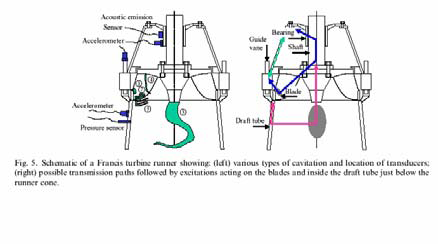 Acoustic emission
Sensor
Accelerometer
Accelerometer
Pressure sensor
Bearing
Guide
vane
Shaft
Blade
Draft tube
Fig. 5. Schematic of a Francis turbine runner showing: (left) various types of cavitation and location of transducers;
(right) possible transmission paths followed by excitations acting on the blades and inside the draft tube just below the
runner cone.